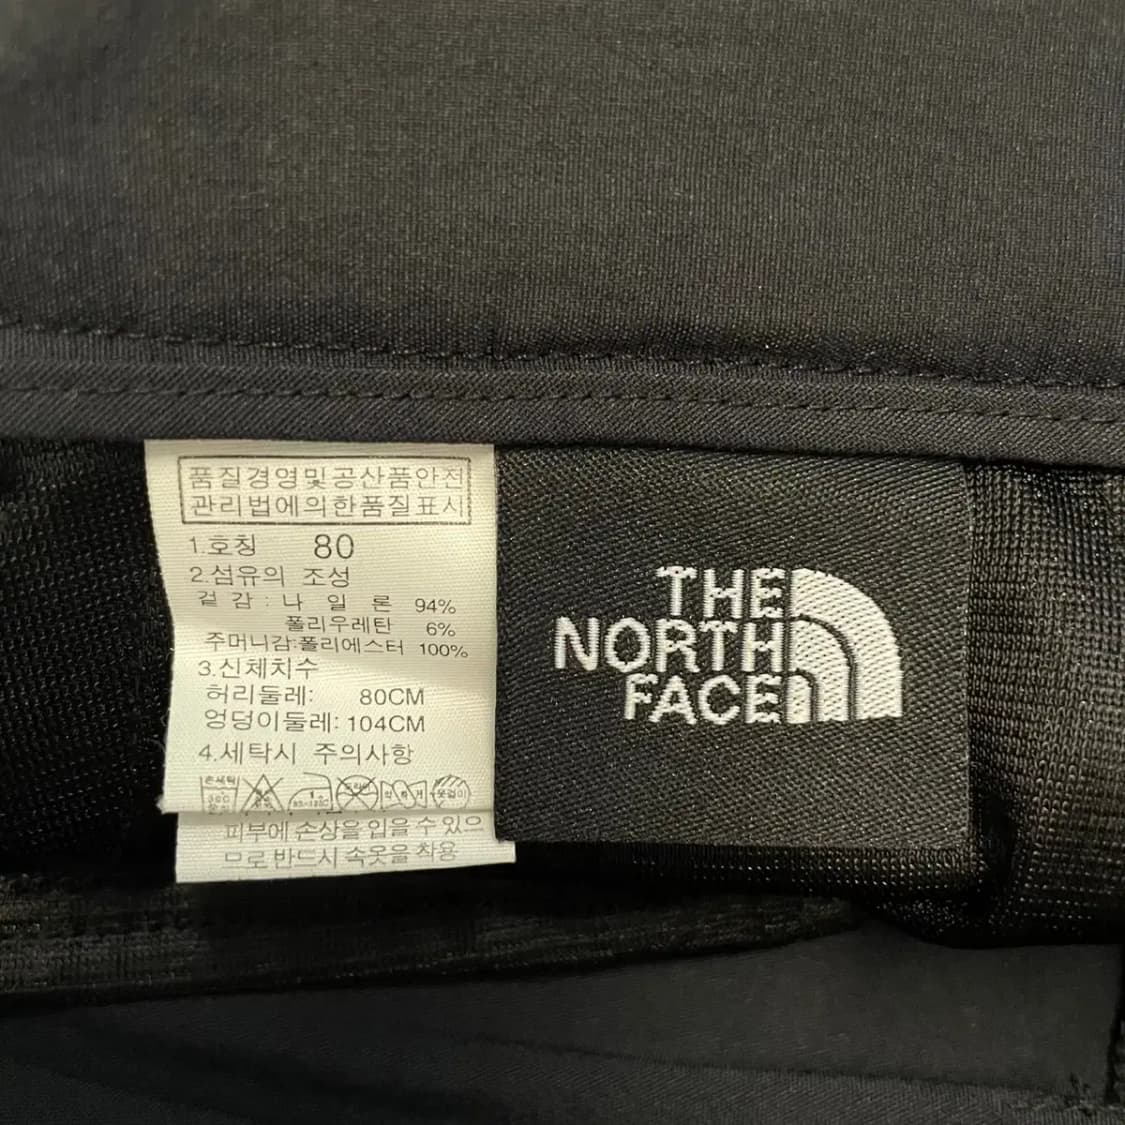 품질경영및공산품안전
관리법에의한품질표시
1.호칭 80
2.섬유의 조성
겉 감 : 나 일 론 94%
폴리우레탄 6%
주머니감:폴리에스터 100%
3.신체치수
허리둘레: 80CM
엉덩이둘레: 104CM
4.세탁시 주의사항
손세탁
피부에 손상을 입을 수 있으
므로 반드시 속옷을 착용
THE
NORTH
FACE